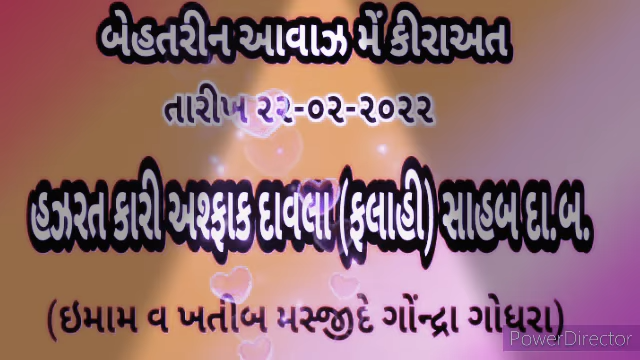 બેહતરીન આવાઝ મેં કીરાઅત
તારીખ ૨૨-૦૨-૨૦૨૨
હઝરત કારી અશ્ફાક દાવલા (ફલાહી) સાહબ દા.બ.
(ઇમામ વ ખતીબ મસ્જીદે ગોંન્દ્રા ગોધરા)
PowerDirector